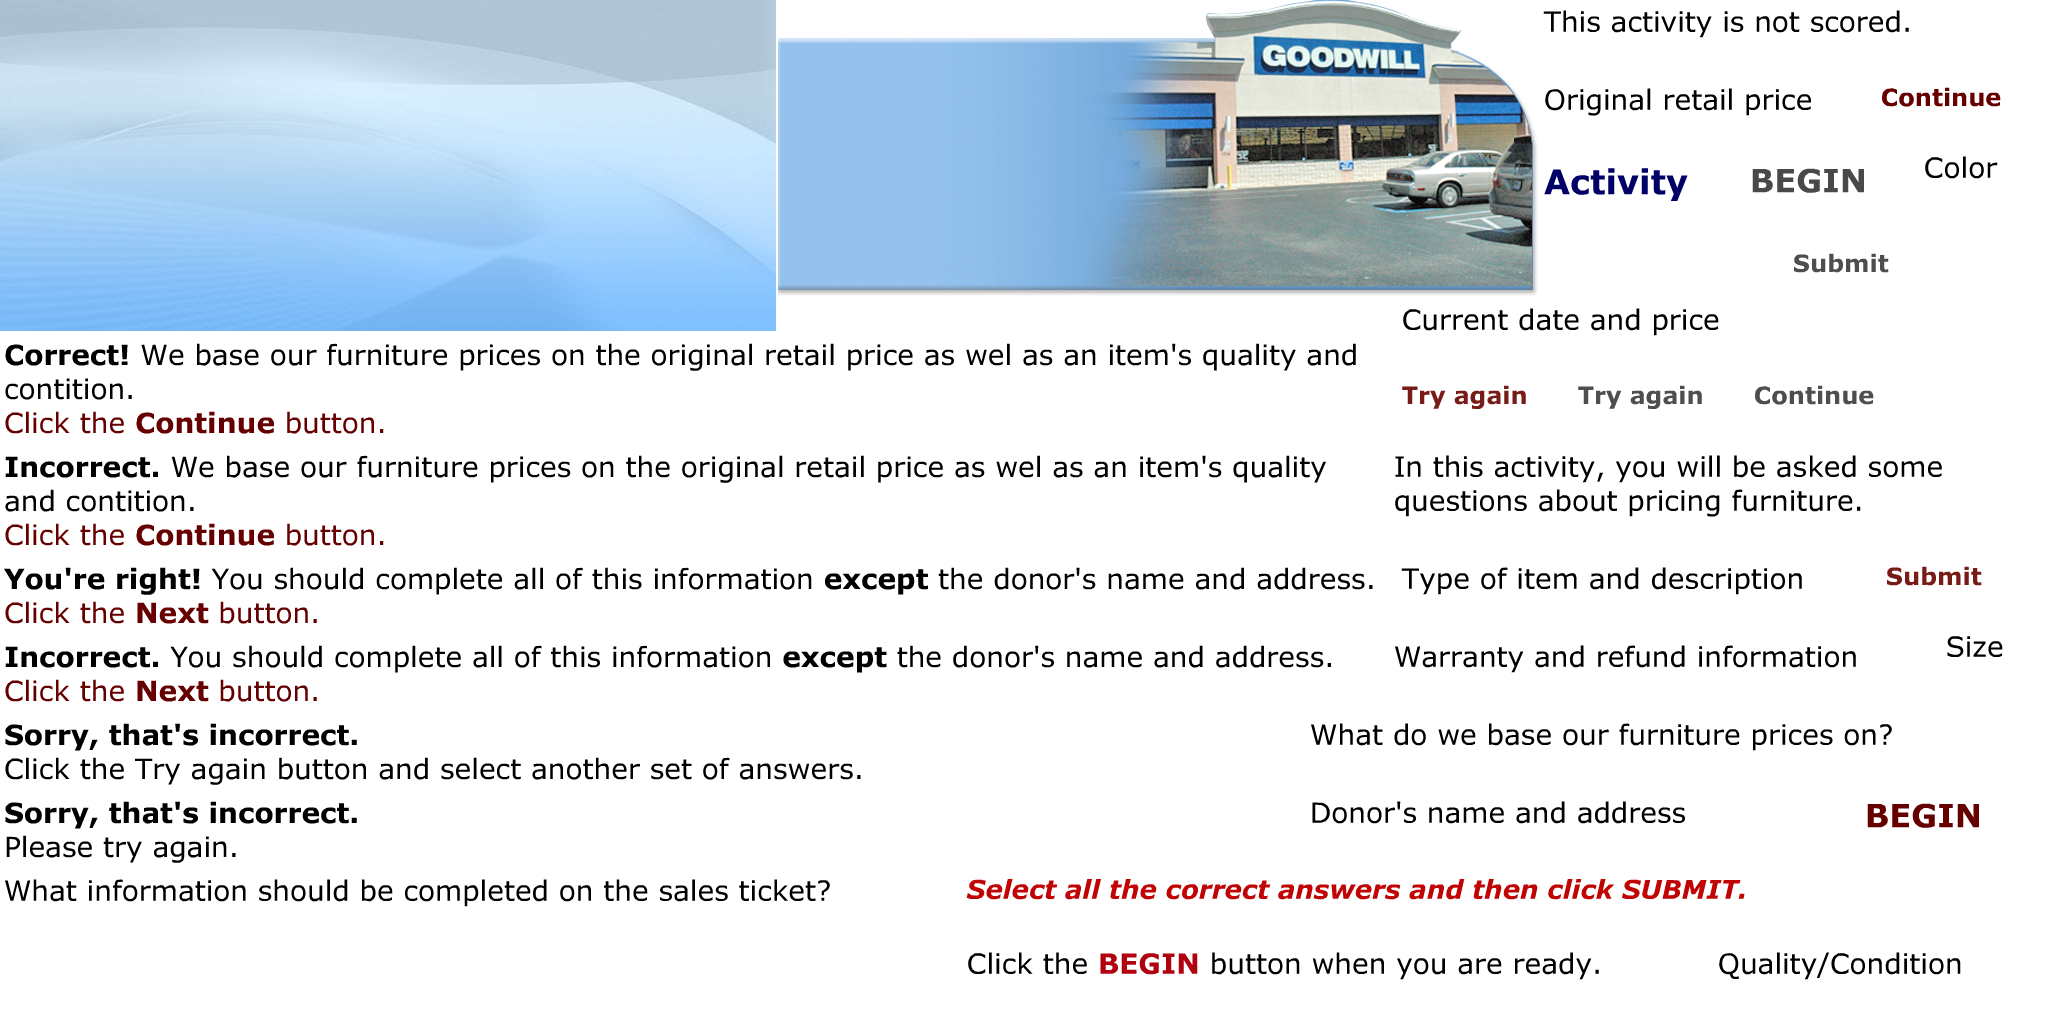 GOODWILL
This activity is not scored.
Original retail price
Continue
Activity
BEGIN
Color
Submit
Current date and price
Correct! We base our furniture prices on the original retail price as wel as an item's quality and
contition.
Click the Continue button.
Try again
Try again
Continue
Incorrect. We base our furniture prices on the original retail price as wel as an item's quality
and contition.
Click the Continue button.
In this activity, you will be asked some
questions about pricing furniture.
You're right! You should complete all of this information except the donor's name and address.
Click the Next button.
Type of item and description
Submit
Incorrect. You should complete all of this information except the donor's name and address.
Click the Next button.
Warranty and refund information
Size
Sorry, that's incorrect.
Click the Try again button and select another set of answers.
What do we base our furniture prices on?
Sorry, that's incorrect.
Please try again.
Donor's name and address
BEGIN
What information should be completed on the sales ticket?
Select all the correct answers and then click SUBMIT.
Click the BEGIN button when you are ready.
Quality/Condition